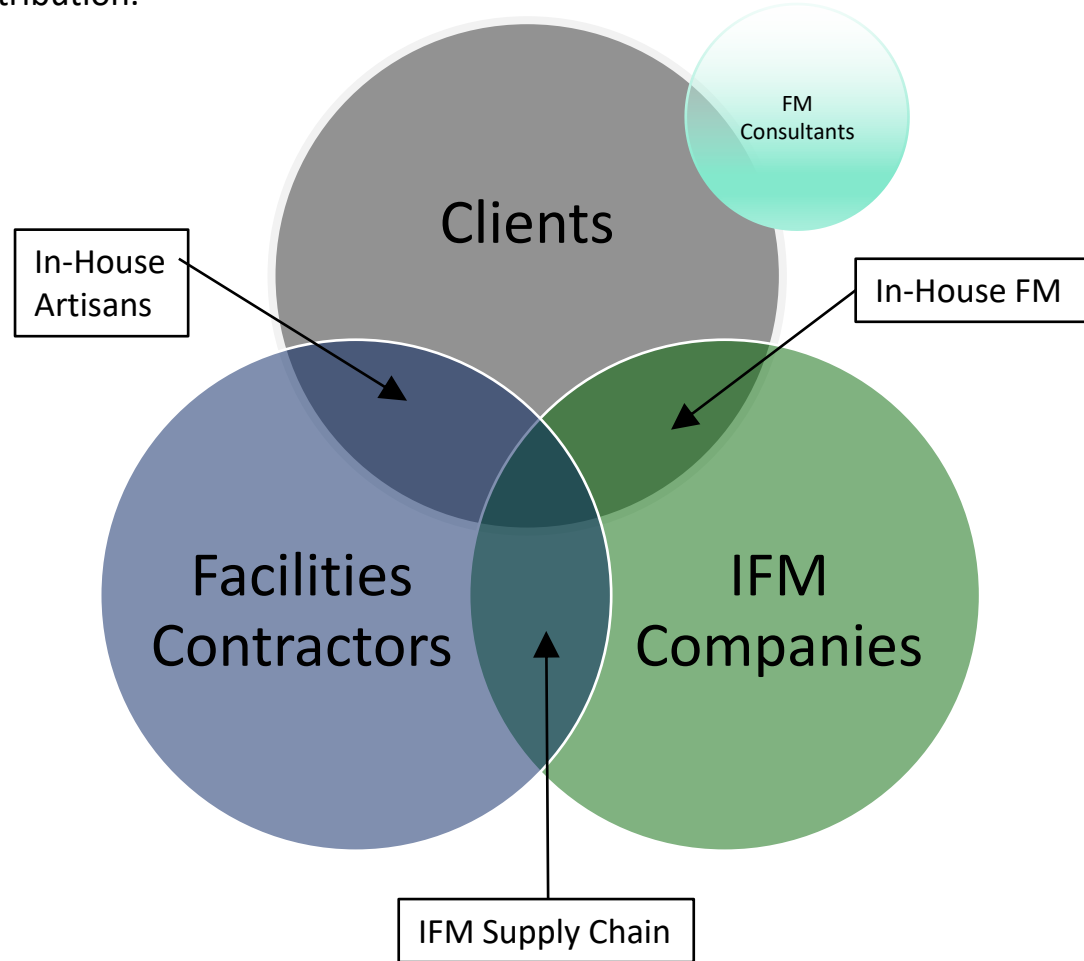 FM
Consultants
Clients
In-House
Artisans
In-House FM
Facilities
Contractors
IFM
Companies
IFM Supply Chain